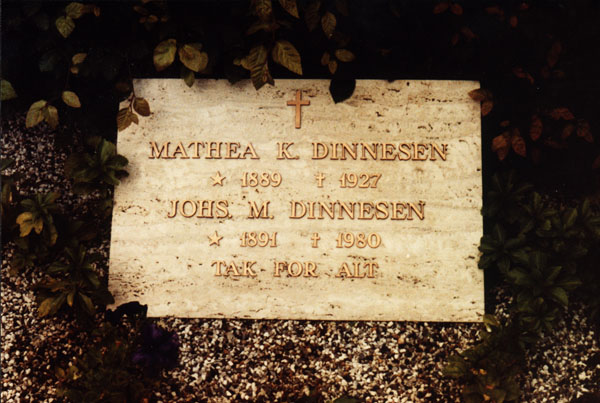 MATHEA K. DINNESEN
★ 1889 † 1927
JOHS. M. DINNESEN
★ 1891 † 1980
TAK FOR ALT